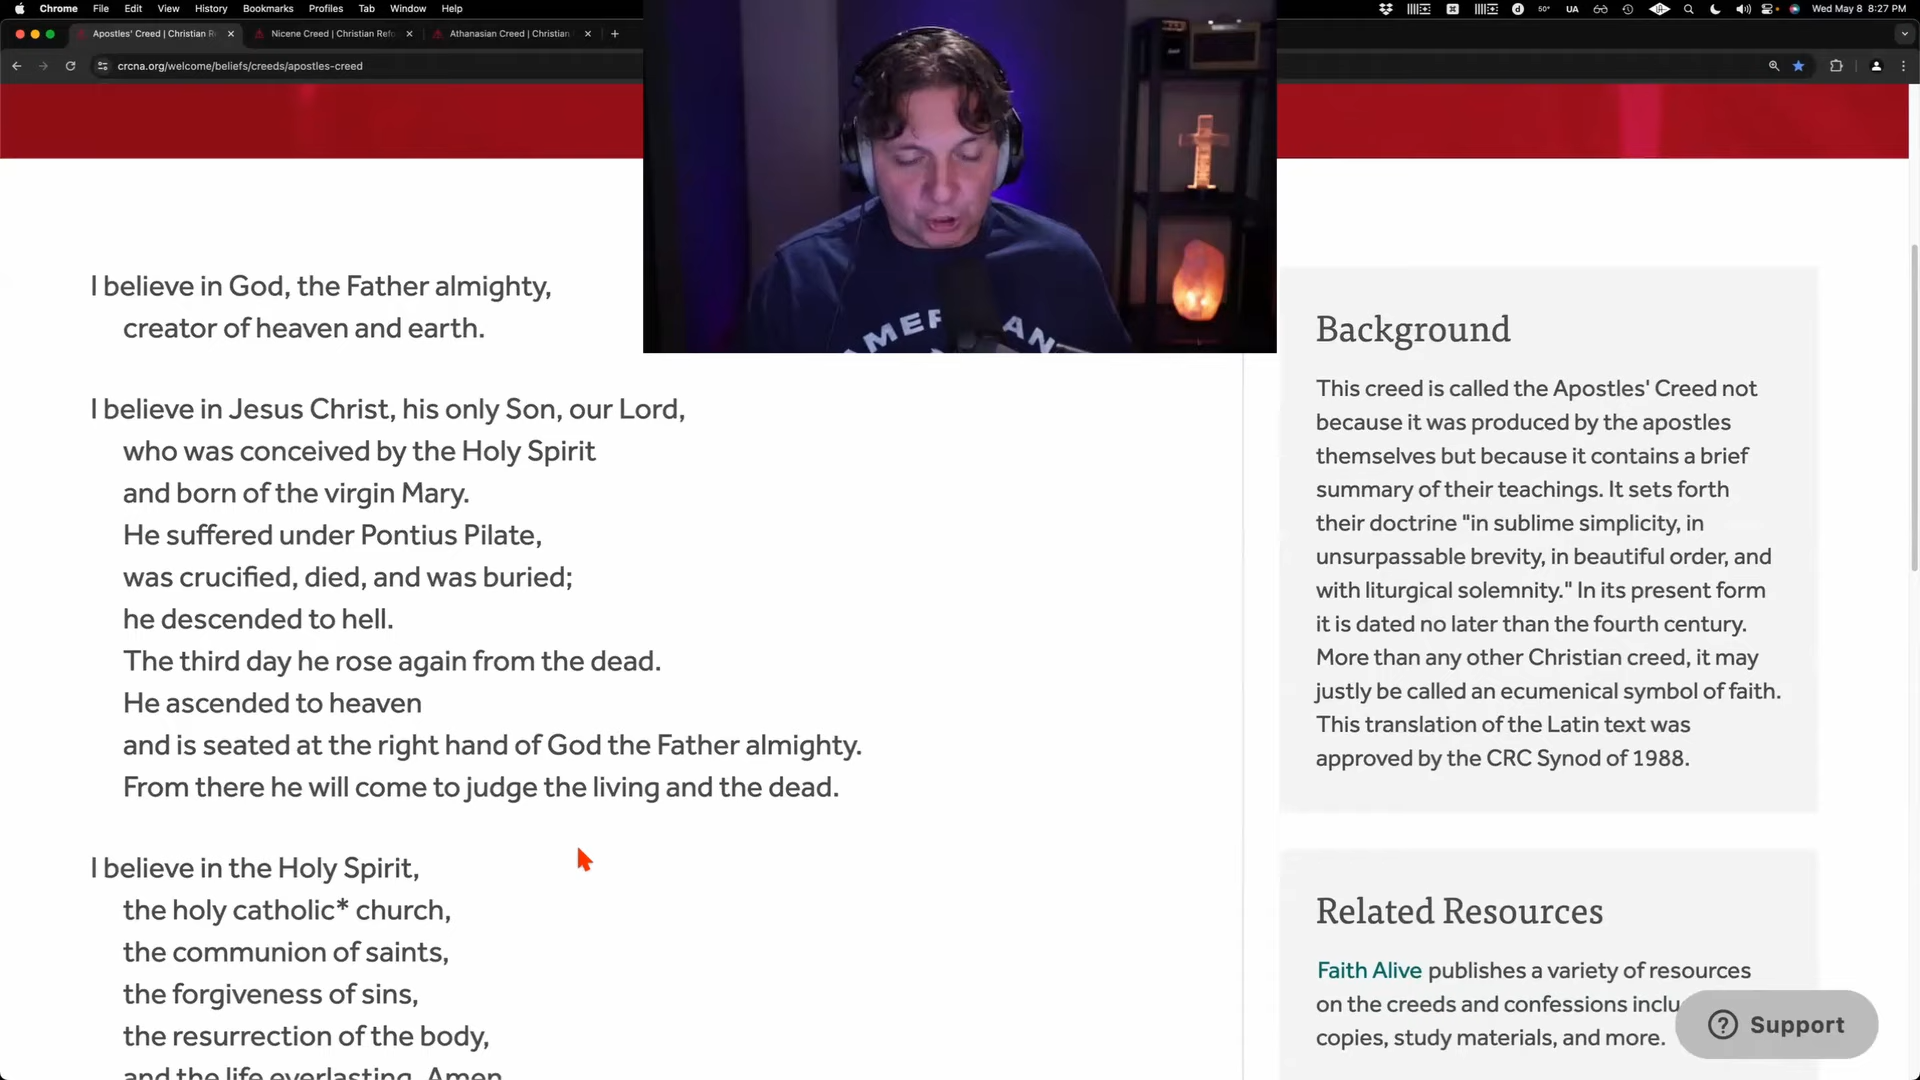 Chrome File Edit View History Bookmarks Profiles Tab Window Help
50° UA Wed May 8 8:27 PM
Apostles' Creed | Christian Re
Nicene Creed | Christian Refo
Athanasian Creed | Christian
crcna.org/welcome/beliefs/creeds/apostles-creed
I believe in God, the Father almighty,
creator of heaven and earth.
I believe in Jesus Christ, his only Son, our Lord,
who was conceived by the Holy Spirit
and born of the virgin Mary.
He suffered under Pontius Pilate,
was crucified, died, and was buried;
he descended to hell.
The third day he rose again from the dead.
He ascended to heaven
and is seated at the right hand of God the Father almighty.
From there he will come to judge the living and the dead.
I believe in the Holy Spirit,
the holy catholic* church,
the communion of saints,
the forgiveness of sins,
the resurrection of the body,
and the life everlasting. Amen
Background
This creed is called the Apostles' Creed not
because it was produced by the apostles
themselves but because it contains a brief
summary of their teachings. It sets forth
their doctrine "in sublime simplicity, in
unsurpassable brevity, in beautiful order, and
with liturgical solemnity." In its present form
it is dated no later than the fourth century.
More than any other Christian creed, it may
justly be called an ecumenical symbol of faith.
This translation of the Latin text was
approved by the CRC Synod of 1988.
Related Resources
Faith Alive publishes a variety of resources
on the creeds and confessions inclu
copies, study materials, and more.
Support